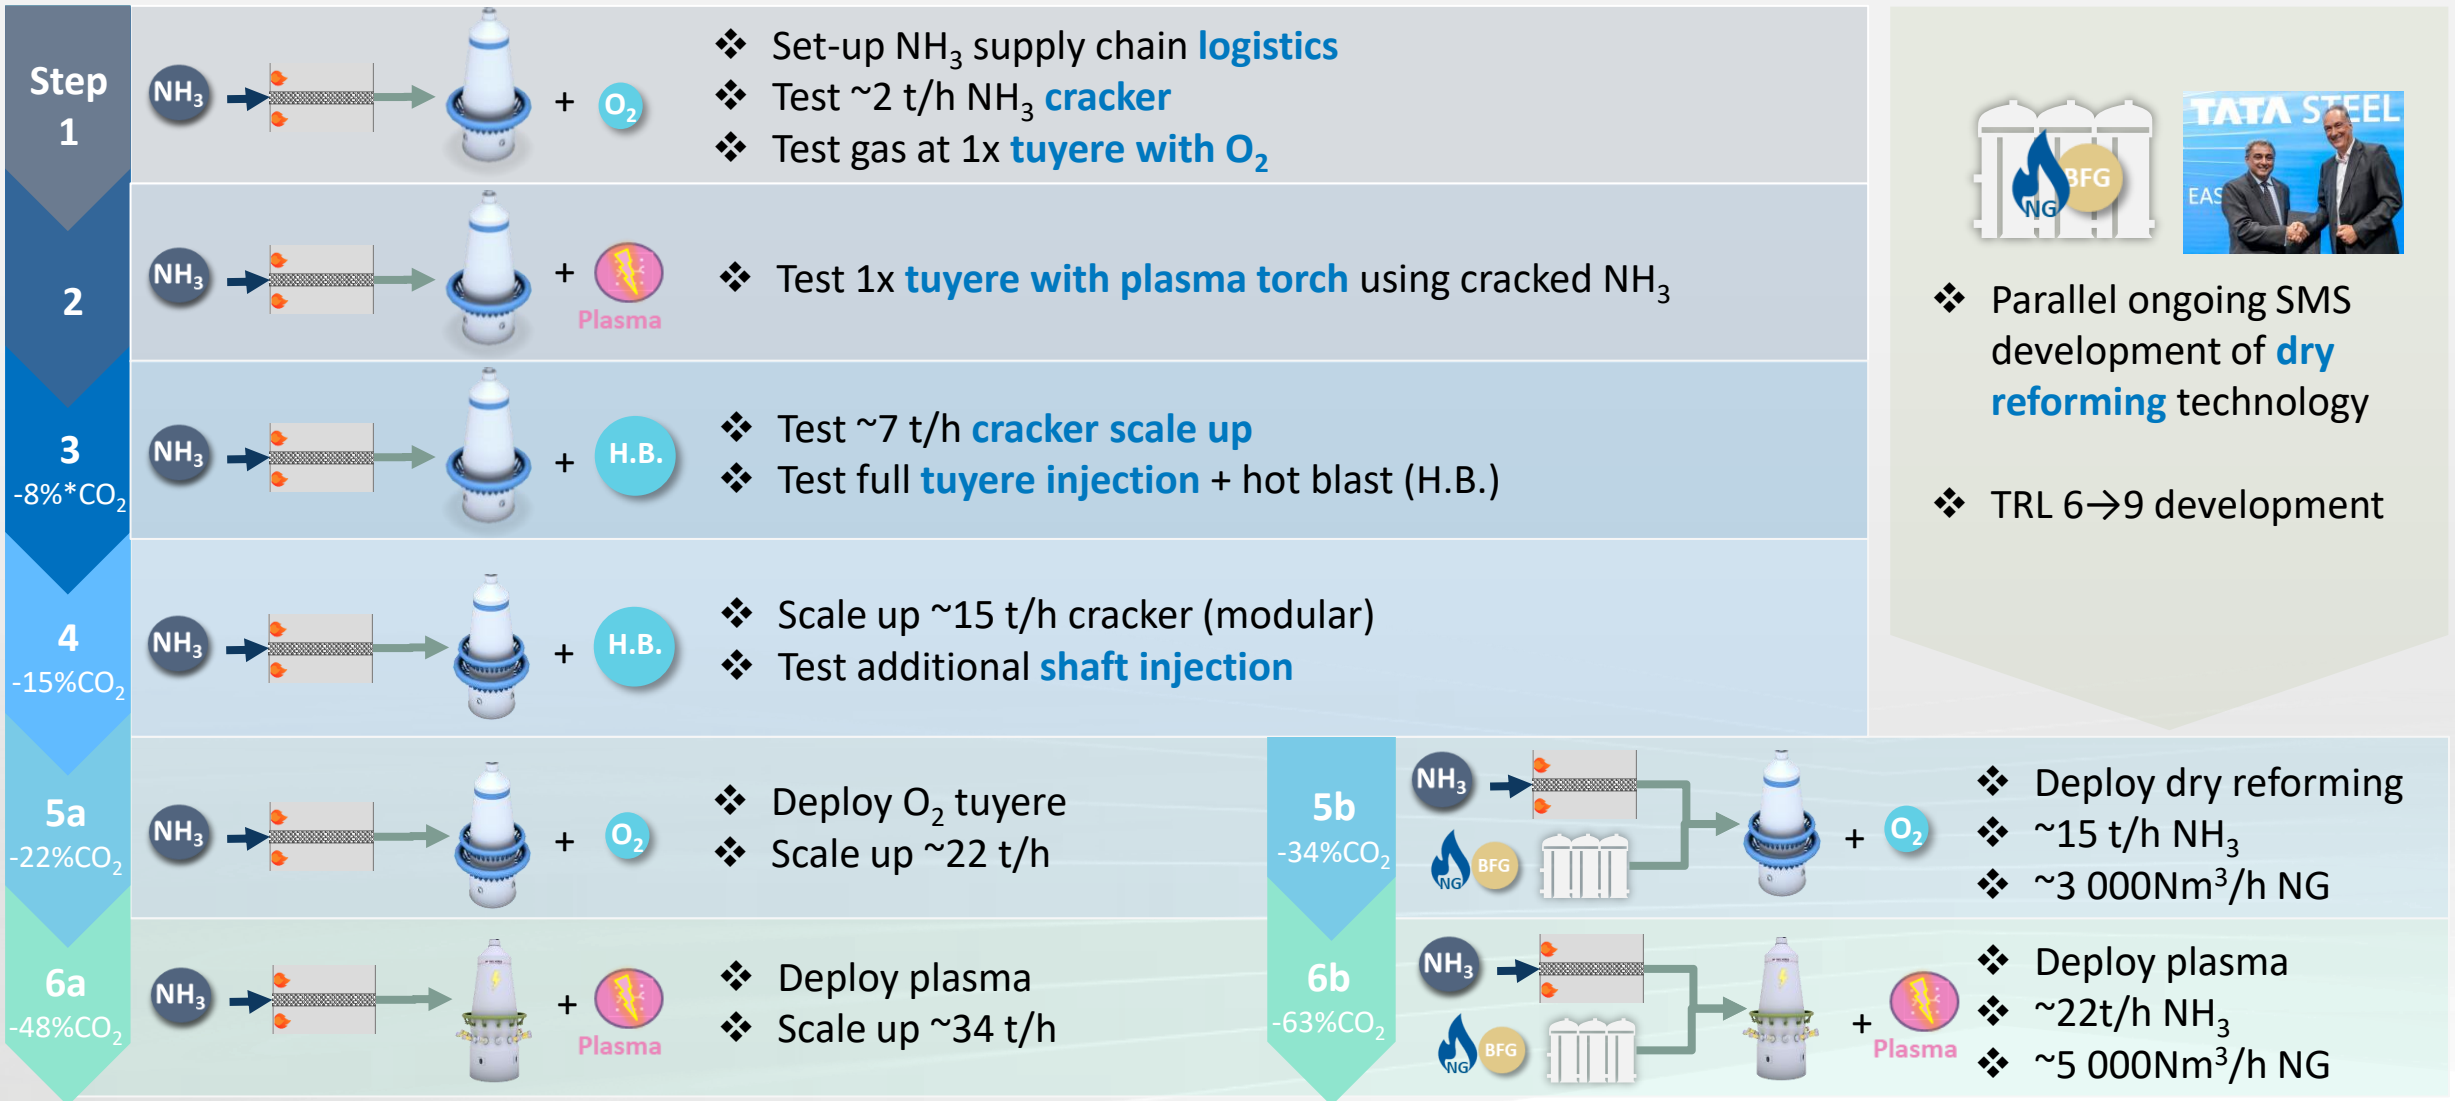 Step
1
NH₃
+
O₂
❖ Set-up NH₃ supply chain logistics
❖ Test ~2 t/h NH₃ cracker
❖ Test gas at 1x tuyere with O₂
2
NH₃
+
Plasma
❖ Test 1x tuyere with plasma torch using cracked NH₃
3
-8%*CO₂
NH₃
+
H.B.
❖ Test ~7 t/h cracker scale up
❖ Test full tuyere injection + hot blast (H.B.)
4
-15%CO₂
NH₃
+
H.B.
❖ Scale up ~15 t/h cracker (modular)
❖ Test additional shaft injection
NG
BFG
TATA STEEL
EAS
❖ Parallel ongoing SMS
development of dry
reforming technology
❖ TRL 6→9 development
5a
-22%CO₂
NH₃
+
O₂
❖ Deploy O₂ tuyere
❖ Scale up ~22 t/h
5b
-34%CO₂
NH₃
NG
BFG
+
O₂
❖ Deploy dry reforming
❖ ~15 t/h NH₃
❖ ~3 000Nm³/h NG
6a
-48%CO₂
NH₃
+
Plasma
❖ Deploy plasma
❖ Scale up ~34 t/h
6b
-63%CO₂
NH₃
NG
BFG
+
Plasma
❖ Deploy plasma
❖ ~22t/h NH₃
❖ ~5 000Nm³/h NG